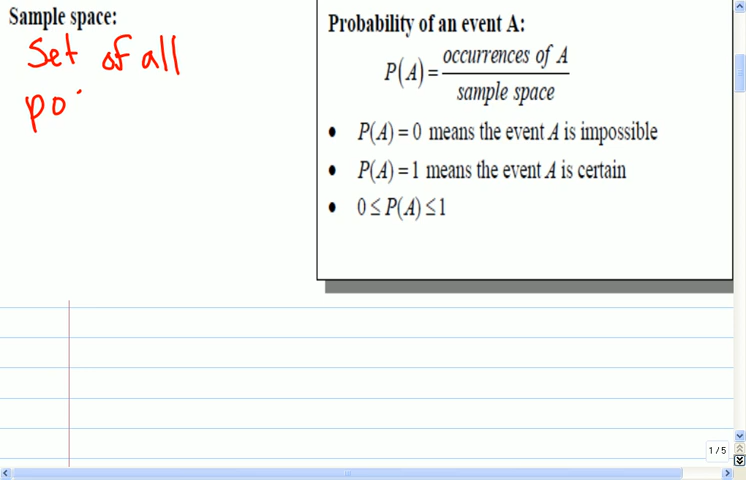 Sample space:
Set of all
po
Probability of an event A:
P(A) = occurrences of A / sample space
• P(A) = 0 means the event A is impossible
• P(A) = 1 means the event A is certain
• 0 ≤ P(A) ≤ 1
1 / 5